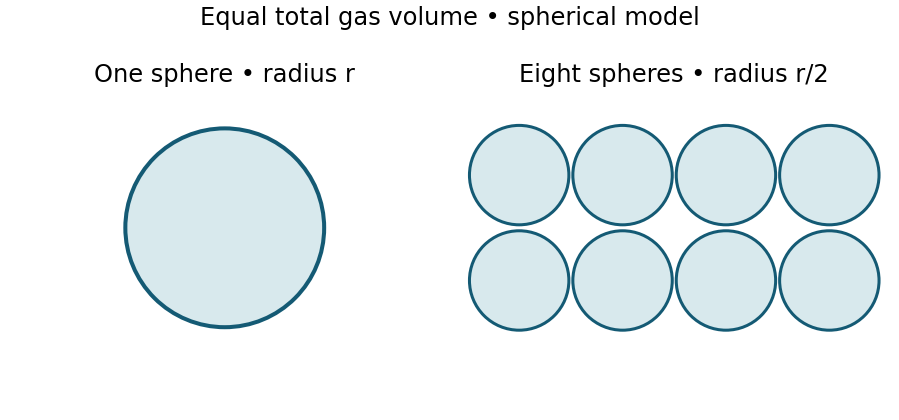 Equal total gas volume • spherical model
One sphere • radius r
Eight spheres • radius r/2